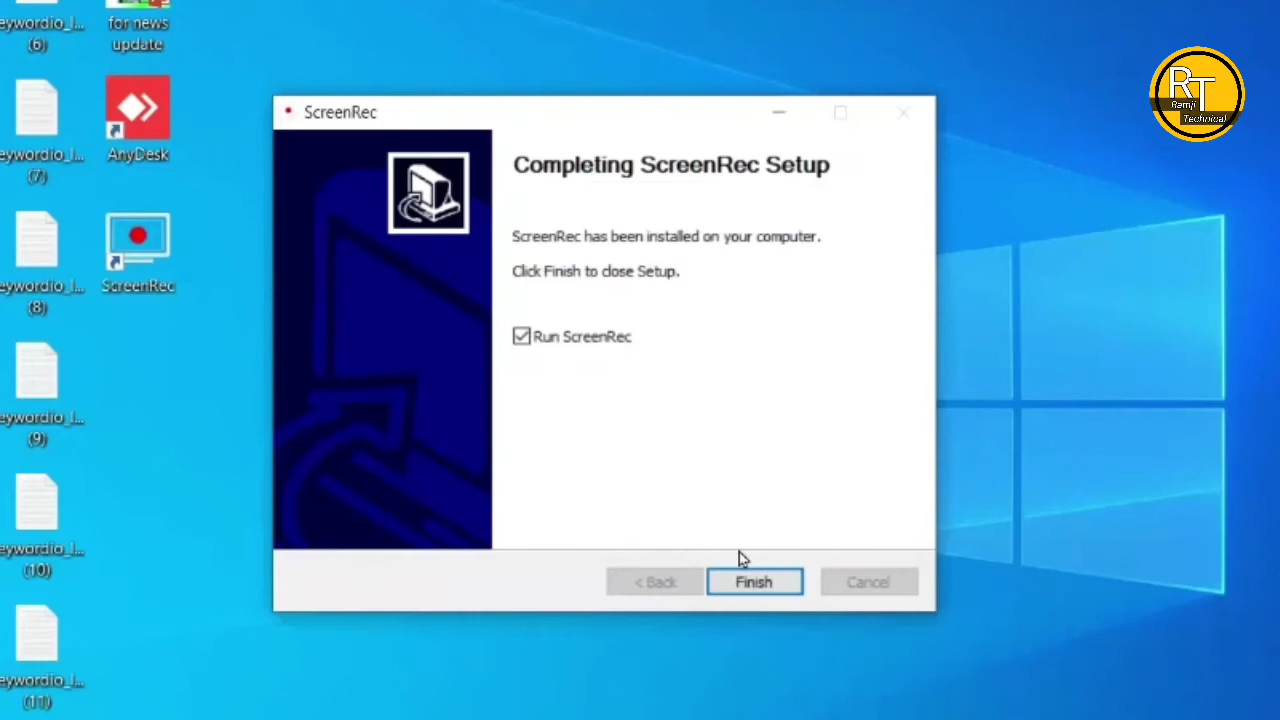 eywordio_l...
(6)
for news
update
eywordio_l...
(7)
AnyDesk
eywordio_l...
(8)
ScreenRec
eywordio_l...
(9)
eywordio_l...
(10)
eywordio_l...
(11)
ScreenRec
Completing ScreenRec Setup
ScreenRec has been installed on your computer.
Click Finish to close Setup.
Run ScreenRec
< Back
Finish
Cancel
RT
Ramji
Technical